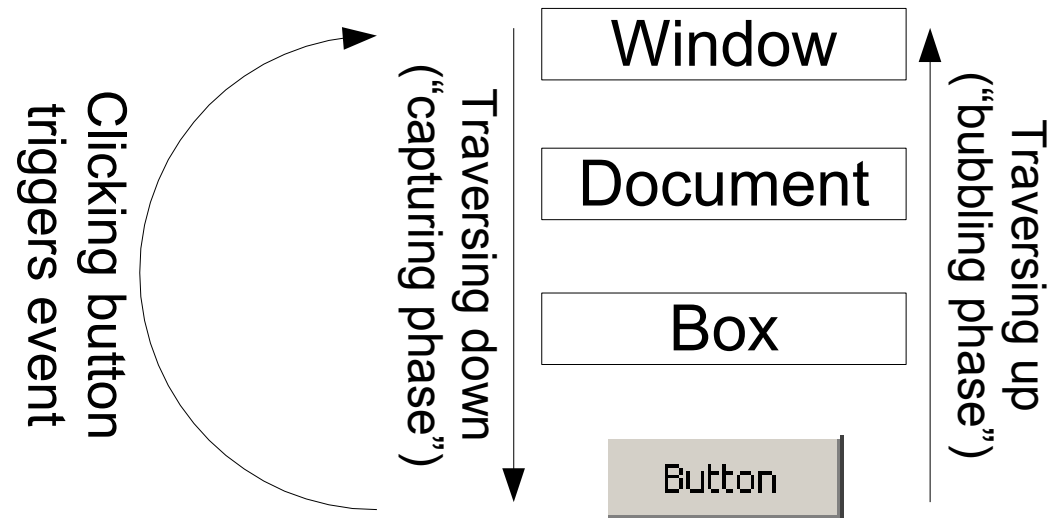 Clicking button
triggers event
Traversing down
(“capturing phase”)
Window
Document
Box
Button
Traversing up
(“bubbling phase”)